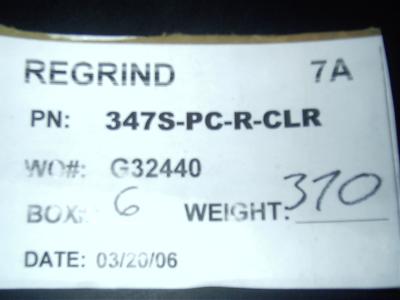 REGRIND 7A
PN: 347S-PC-R-CLR
WO#: G32440
BOX: 6 WEIGHT: 370
DATE: 03/20/06